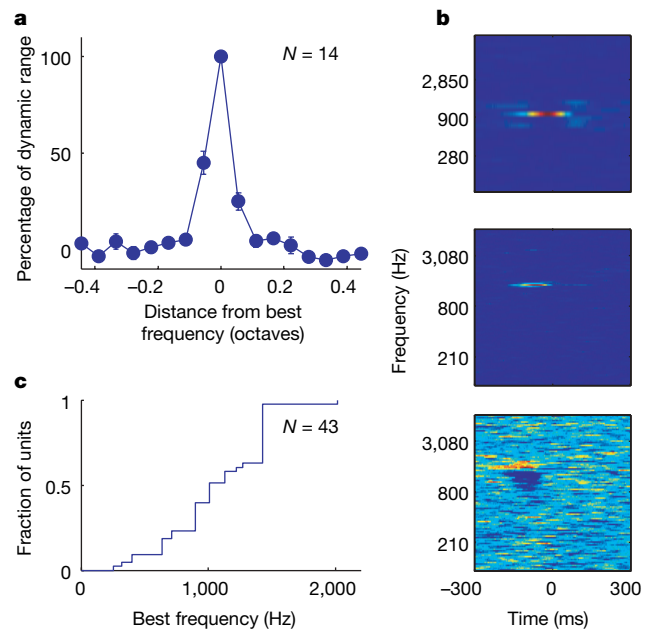 a
N = 14
100
50
0
Percentage of dynamic range
−0.4
−0.2
0
0.2
0.4
Distance from best
frequency (octaves)
b
2,850
900
280
3,080
800
210
3,080
800
210
Frequency (Hz)
−300
0
300
Time (ms)
c
N = 43
1
0.5
0
Fraction of units
0
1,000
2,000
Best frequency (Hz)